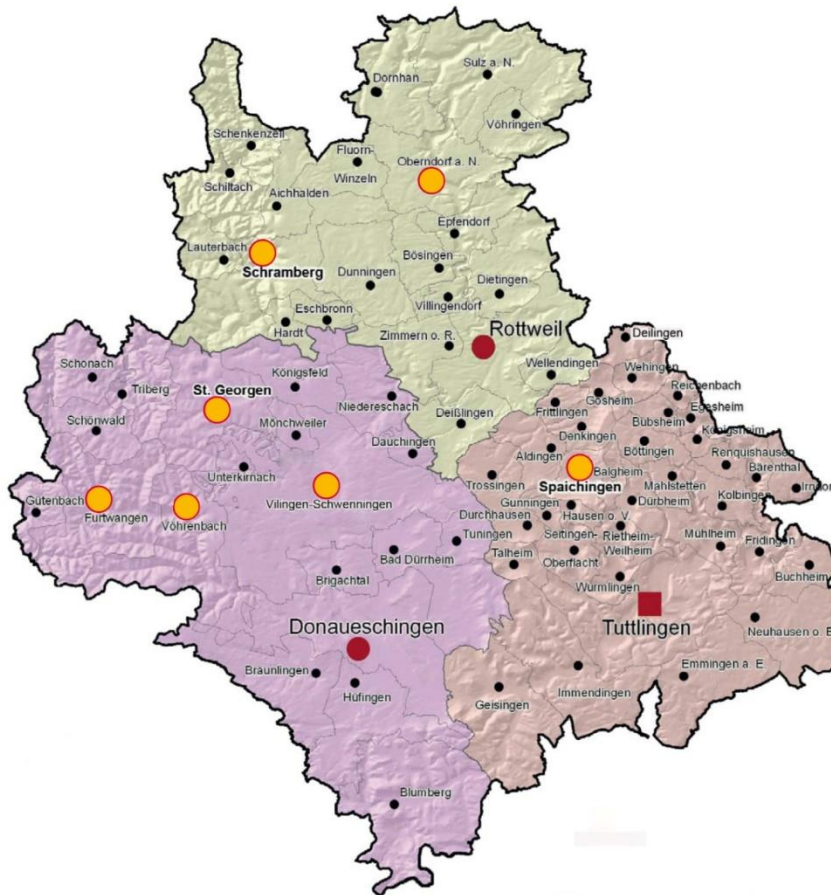 Sulz a. N.
Dornhan
Vöhringen
Schenkenzell
Fluorn-
Winzeln
Oberndorf a. N.
Schiltach
Aichhalden
Epfendorf
Lauterbach
Schramberg
Bösingen
Dunningen
Dietingen
Villingendorf
Eschbronn
Hardt
Zimmern o. R.
Rottweil
Deilingen
Schonach
Königsfeld
Wellendingen
Wehingen
Triberg
St. Georgen
Niedereschach
Gosheim
Reichenbach
Frittlingen
Egesheim
Schönwald
Mönchweiler
Deißlingen
Bübsheim
Denkingen
Königsheim
Dauchingen
Aldingen
Böttingen
Renquishausen
Unterkirnach
Balgheim
Bärenthal
Trossingen
Spaichingen
Mahlstetten
Irndorf
Gütenbach
Furtwangen
Vöhrenbach
Vilingen-Schwenningen
Gunningen
Dürbheim
Kolbingen
Durchhausen
Hausen o. V.
Tuningen
Seitingen-
Oberflacht
Rietheim-
Weilheim
Mühlheim
Fridingen
Bad Dürrheim
Talheim
Brigachtal
Wurmlingen
Buchheim
Donaueschingen
Tuttlingen
Neuhausen o. E
Bräunlingen
Hüfingen
Geisingen
Immendingen
Emmingen a. E.
Blumberg